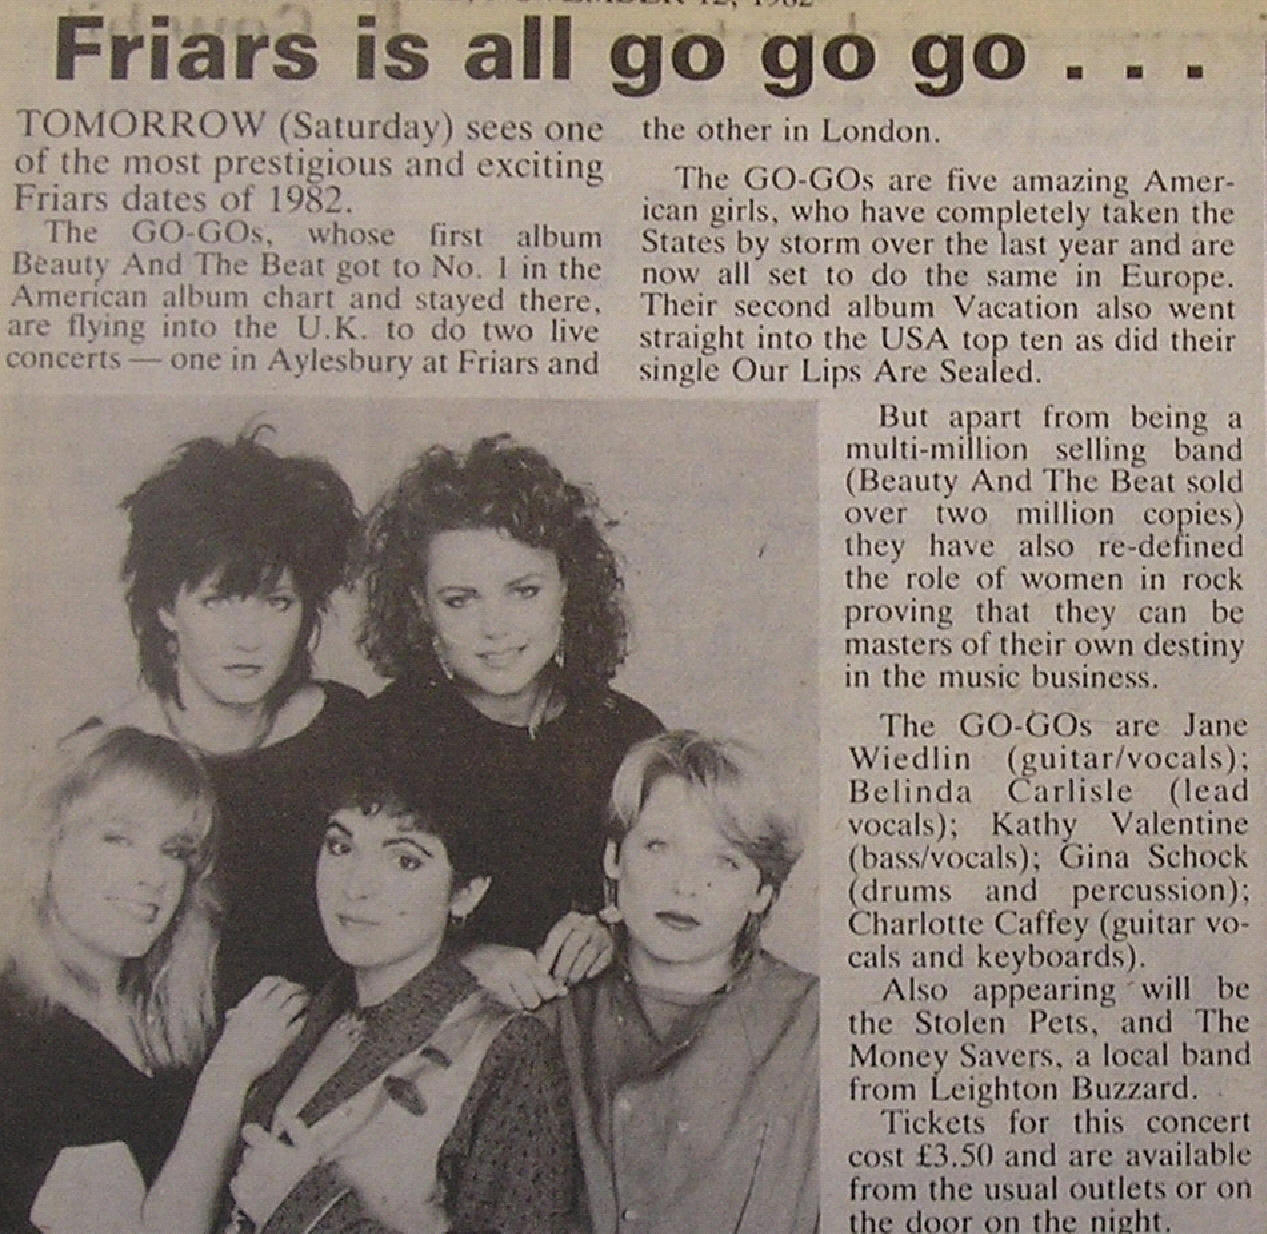 NOVEMBER 12, 1982
Friars is all go go go . . .
TOMORROW (Saturday) sees one
of the most prestigious and exciting
Friars dates of 1982.
The GO-GOs, whose first album
Beauty And The Beat got to No. 1 in the
American album chart and stayed there,
are flying into the U.K. to do two live
concerts — one in Aylesbury at Friars and
the other in London.
The GO-GOs are five amazing Amer-
ican girls, who have completely taken the
States by storm over the last year and are
now all set to do the same in Europe.
Their second album Vacation also went
straight into the USA top ten as did their
single Our Lips Are Sealed.
But apart from being a
multi-million selling band
(Beauty And The Beat sold
over two million copies)
they have also re-defined
the role of women in rock
proving that they can be
masters of their own destiny
in the music business.
The GO-GOs are Jane
Wiedlin (guitar/vocals);
Belinda Carlisle (lead
vocals); Kathy Valentine
(bass/vocals); Gina Schock
(drums and percussion);
Charlotte Caffey (guitar vo-
cals and keyboards).
Also appearing will be
the Stolen Pets, and The
Money Savers, a local band
from Leighton Buzzard.
Tickets for this concert
cost £3.50 and are available
from the usual outlets or on
the door on the night.